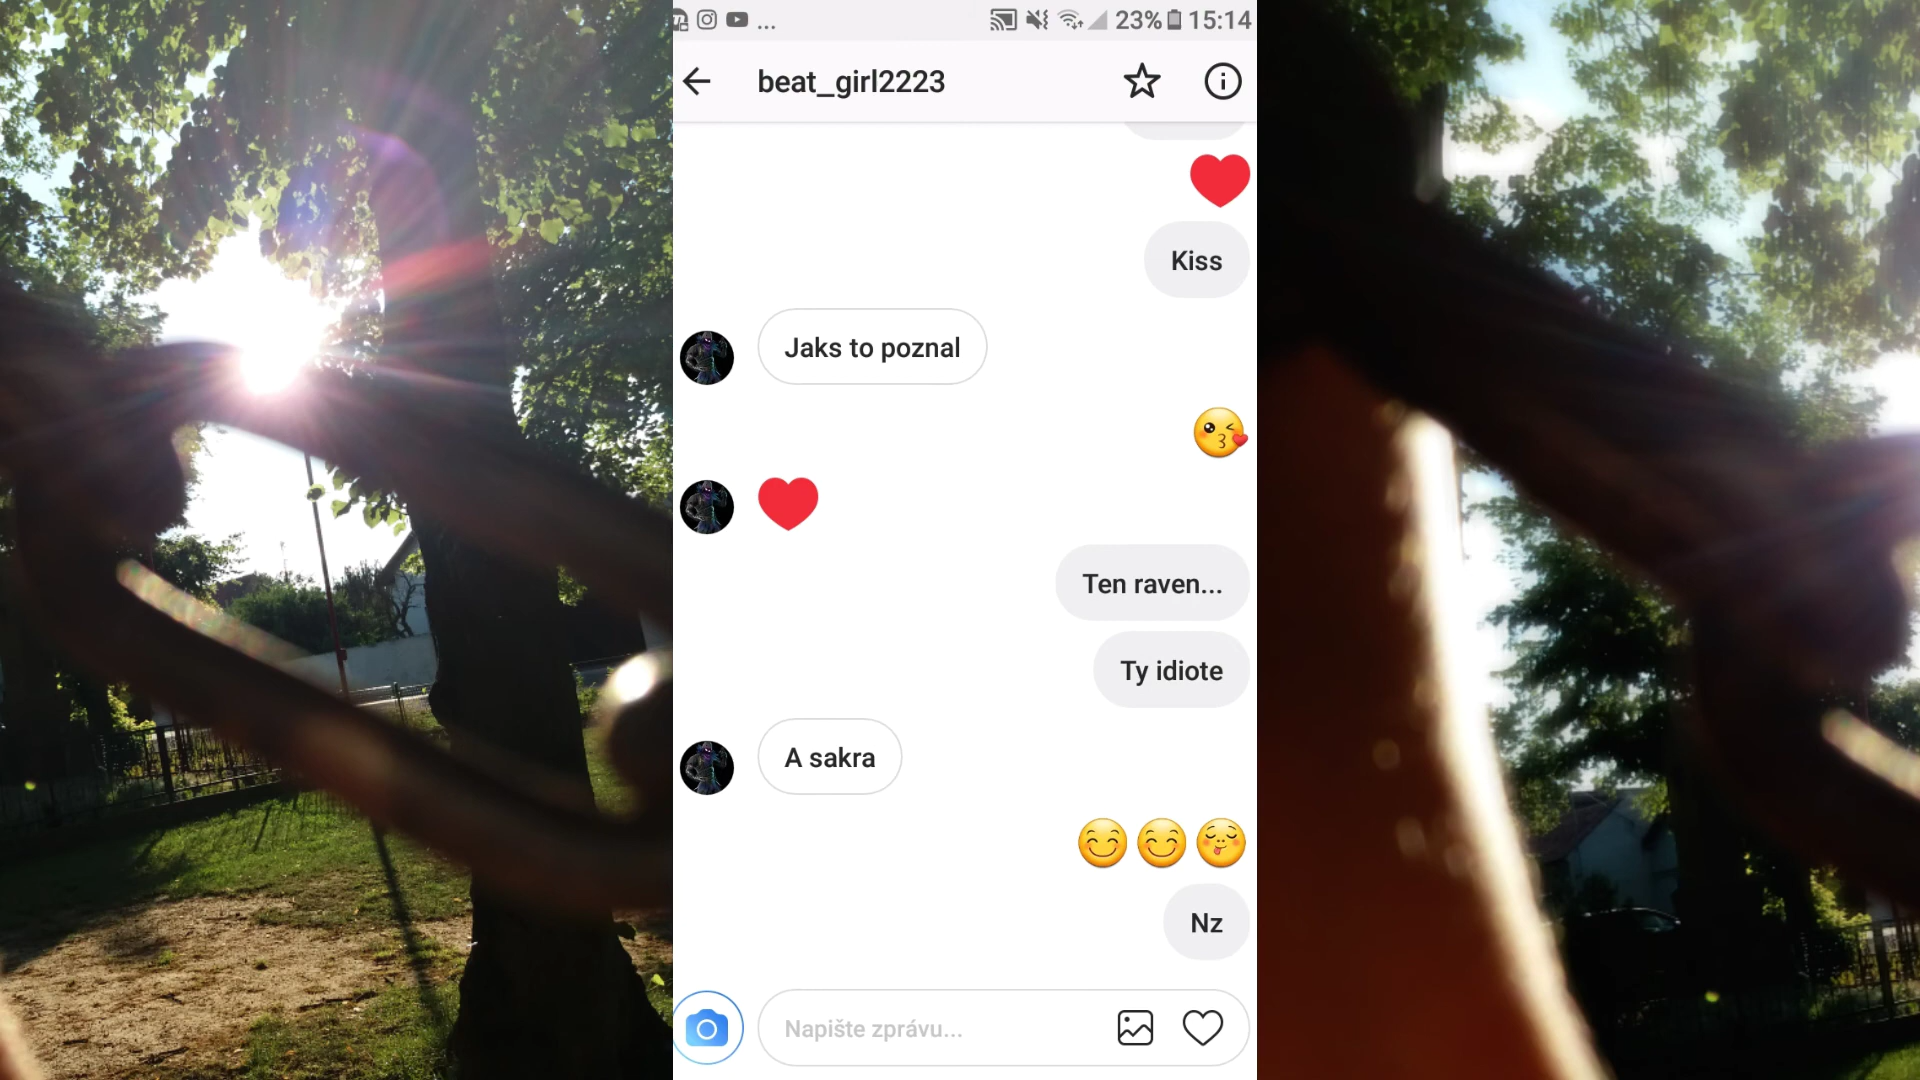 ... 23% 15:14
beat_girl2223
Kiss
Jaks to poznal
Ten raven...
Ty idiote
A sakra
Nz
Napište zprávu...